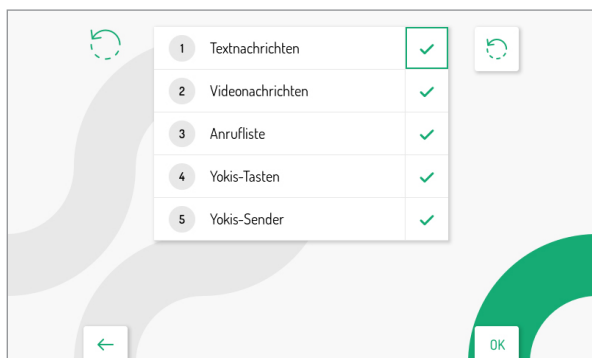 1 Textnachrichten
2 Videonachrichten
3 Anrufliste
4 Yokis-Tasten
5 Yokis-Sender
OK